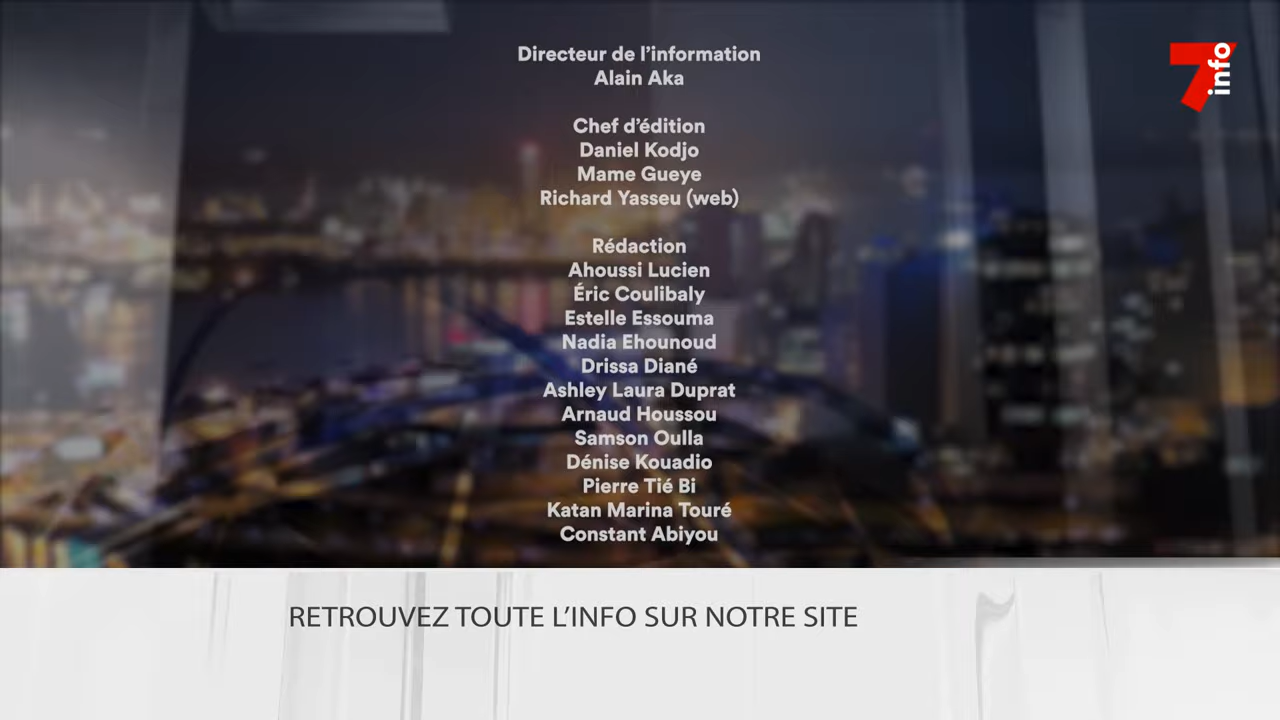 Directeur de l’information
Alain Aka
Chef d’édition
Daniel Kodjo
Mame Gueye
Richard Yasseu (web)
Rédaction
Ahoussi Lucien
Éric Coulibaly
Estelle Essouma
Nadia Ehounoud
Drissa Diané
Ashley Laura Duprat
Arnaud Houssou
Samson Oulla
Dénise Kouadio
Pierre Tié Bi
Katan Marina Touré
Constant Abiyou
7info
RETROUVEZ TOUTE L’INFO SUR NOTRE SITE